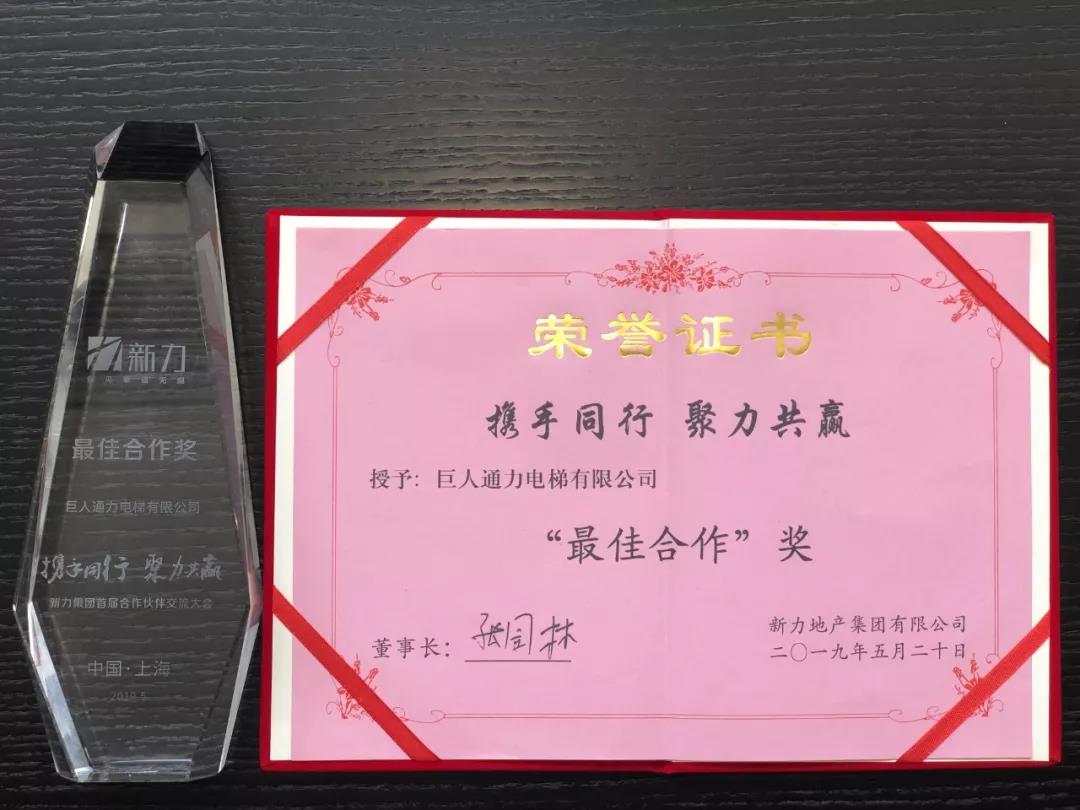 新力
最佳合作奖
巨人通力电梯有限公司
携手同行 聚力共赢
新力集团首届合作伙伴交流大会
中国·上海
2019.5
荣誉证书
携手同行 聚力共赢
授予：巨人通力电梯有限公司
“最佳合作”奖
董事长：张园林
新力地产集团有限公司
二〇一九年五月二十日